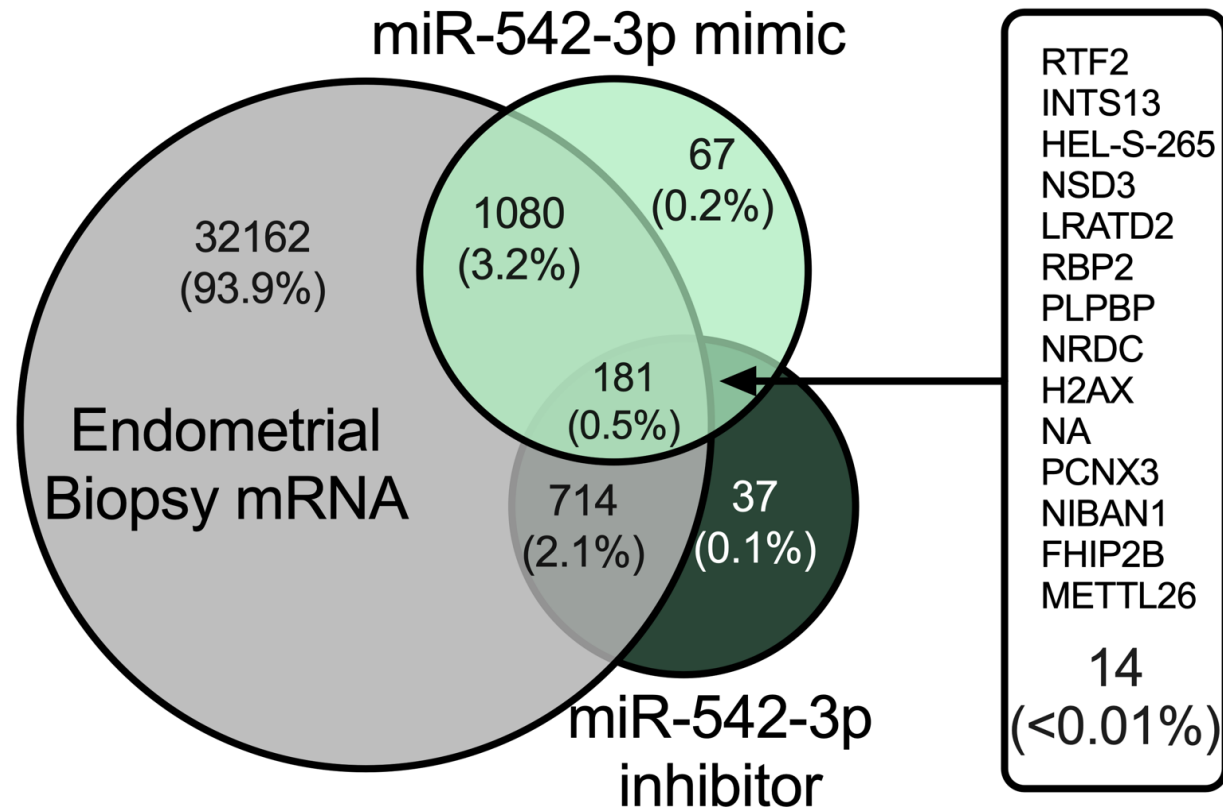 miR-542-3p mimic
67
(0.2%)
1080
(3.2%)
32162
(93.9%)
181
(0.5%)
Endometrial
Biopsy mRNA
714
(2.1%)
37
(0.1%)
miR-542-3p
inhibitor
RTF2
INTS13
HEL-S-265
NSD3
LRATD2
RBP2
PLPBP
NRDC
H2AX
NA
PCNX3
NIBAN1
FHIP2B
METTL26
14
(<0.01%)